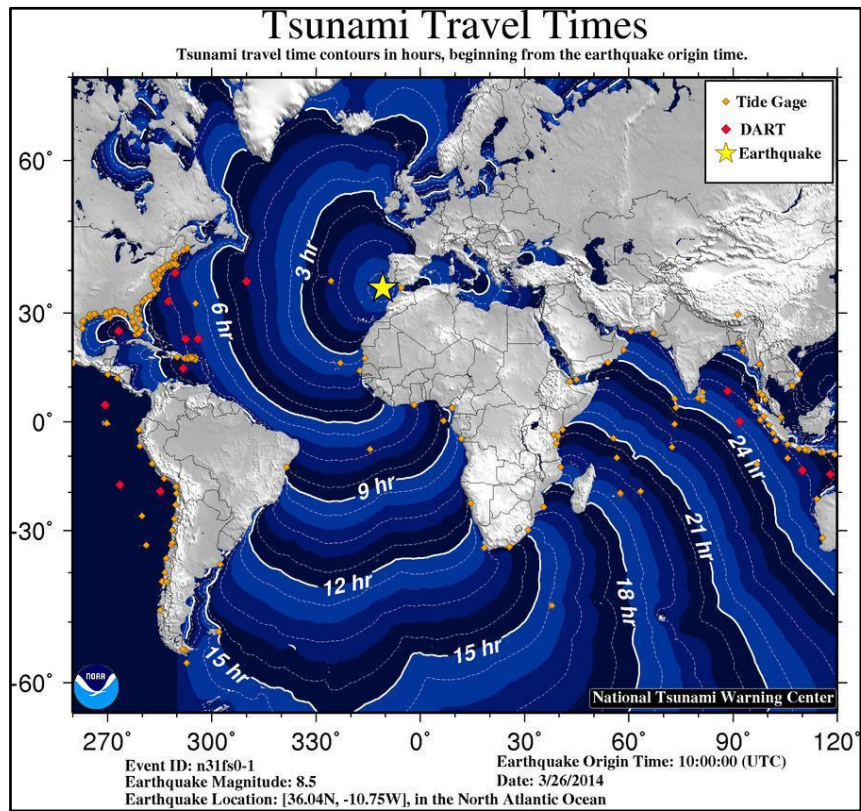 Tsunami Travel Times
Tsunami travel time contours in hours, beginning from the earthquake origin time.
Tide Gage
DART
Earthquake
60˚
30˚
0˚
-30˚
-60˚
3 hr
6 hr
9 hr
12 hr
15 hr
15 hr
18 hr
21 hr
24 hr
NOAA
National Tsunami Warning Center
270˚ 300˚ 330˚ 0˚ 30˚ 60˚ 90˚ 120˚
Event ID: n31fs0-1
Earthquake Magnitude: 8.5
Earthquake Location: [36.04N, -10.75W], in the North Atlantic Ocean
Earthquake Origin Time: 10:00:00 (UTC)
Date: 3/26/2014